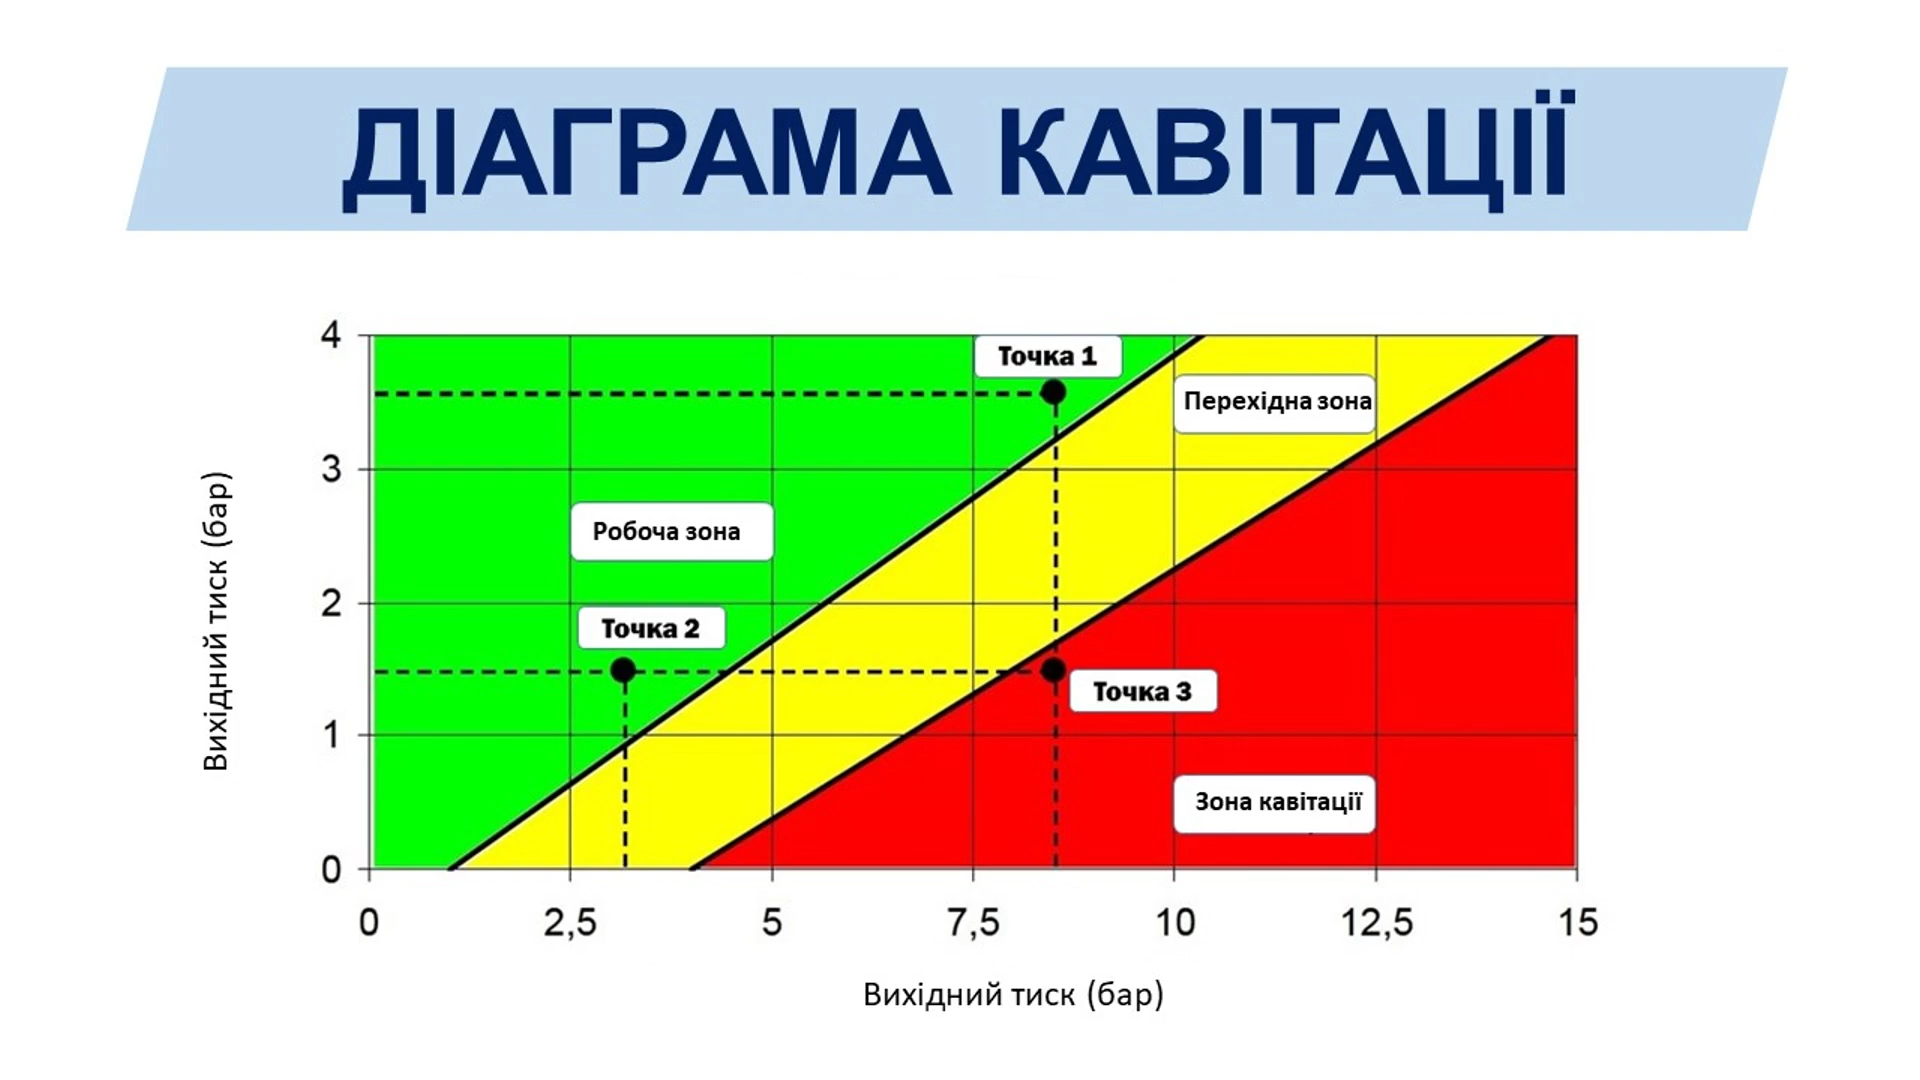 ДІАГРАМА КАВІТАЦІЇ
4
Точка 1
Перехідна зона
3
Вихідний тиск (бар)
Робоча зона
2
Точка 2
Точка 3
1
Зона кавітації
0
0 2,5 5 7,5 10 12,5 15
Вихідний тиск (бар)